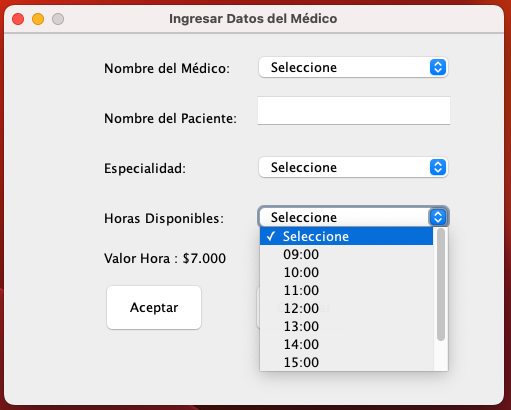 Ingresar Datos del Médico
Nombre del Médico: Seleccione
Nombre del Paciente:
Especialidad: Seleccione
Horas Disponibles: Seleccione
✓ Seleccione
Valor Hora : $7.000
09:00
10:00
11:00
Aceptar
12:00
13:00
14:00
15:00